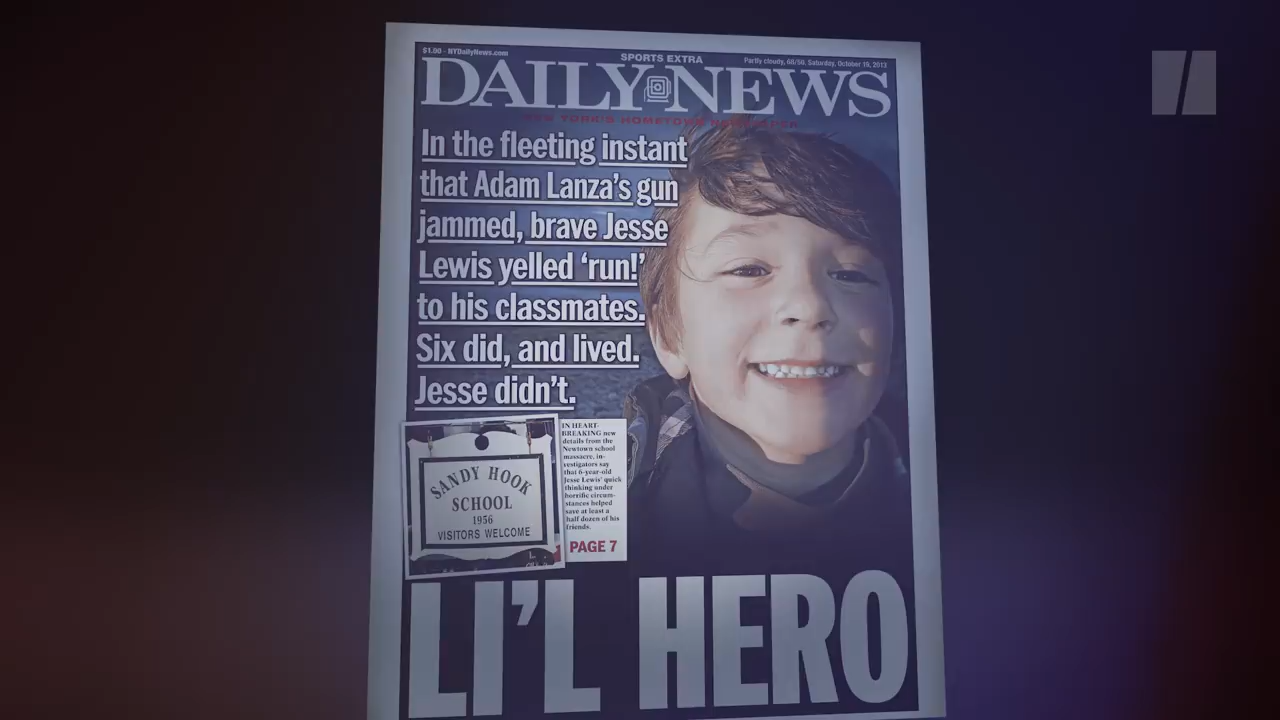 $1.00 - NYDailyNews.com
SPORTS EXTRA
Partly cloudy, 60/50, Saturday, October 19, 2013
DAILY NEWS
NEW YORK'S HOMETOWN NEWSPAPER
In the fleeting instant
that Adam Lanza's gun
jammed, brave Jesse
Lewis yelled 'run!'
to his classmates.
Six did, and lived.
Jesse didn't.
SANDY HOOK
SCHOOL
1956
VISITORS WELCOME
IN HEART-
BREAKING new
details from the
Newtown school
massacre, in-
vestigators say
that 6-year-old
Jesse Lewis' quick
thinking under
horrific circum-
stances helped
save at least a
half dozen of his
friends.
PAGE 7
LI'L HERO